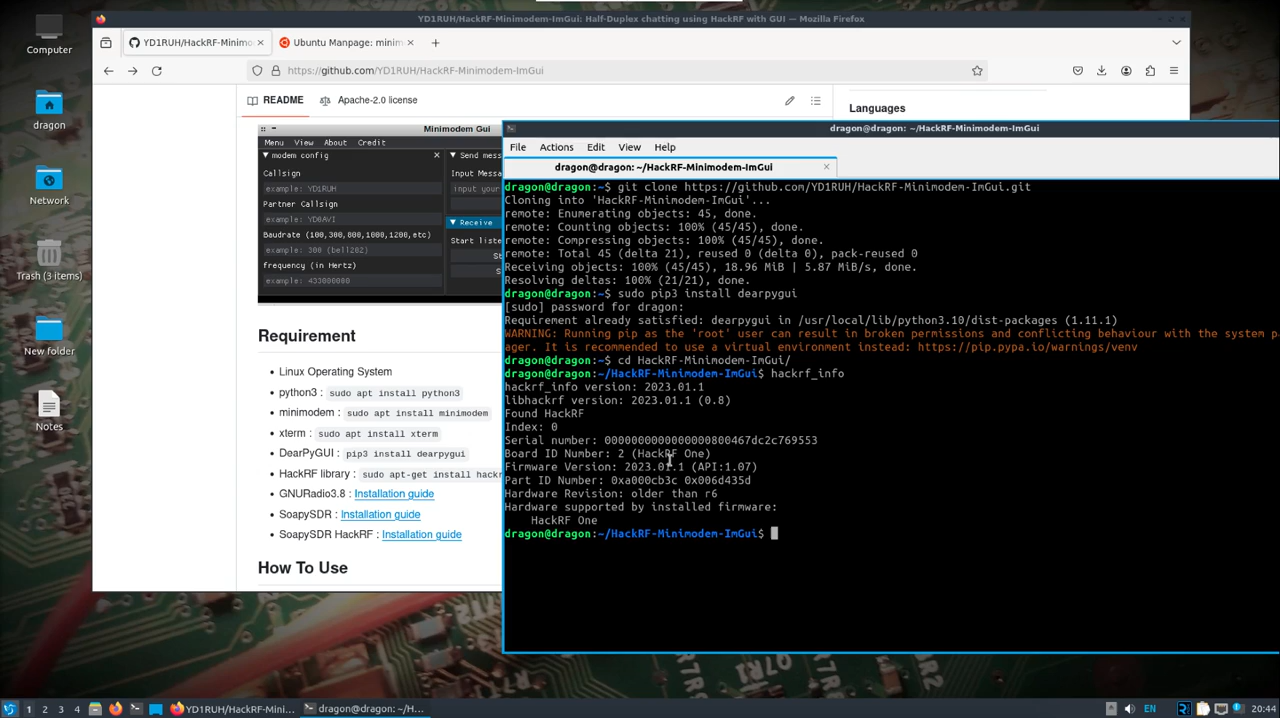 YD1RUH/HackRF-Minimodem-ImGui: Half-Duplex chatting using HackRF with GUI — Mozilla Firefox
YD1RUH/HackRF-Minimo
Ubuntu Manpage: minim
https://github.com/YD1RUH/HackRF-Minimodem-ImGui
README
Apache-2.0 license
Languages
Computer
dragon
Network
Trash (3 items)
New folder
Notes
Minimodem Gui
Menu View About Credit
modem config
Callsign
example: YD1RUH
Partner Callsign
example: YD0AVI
Baudrate (100,300,800,1000,1200,etc)
example: 300 (bell202)
frequency (in Hertz)
example: 433000000
Send messa
Input Messa
input your
Receive
Start liste
St
S
Requirement
Linux Operating System
python3 : sudo apt install python3
minimodem : sudo apt install minimodem
xterm : sudo apt install xterm
DearPyGUI : pip3 install dearpygui
HackRF library : sudo apt-get install hackr
GNURadio3.8 : Installation guide
SoapySDR : Installation guide
SoapySDR HackRF : Installation guide
How To Use
dragon@dragon: ~/HackRF-Minimodem-ImGui
File Actions Edit View Help
dragon@dragon: ~/HackRF-Minimodem-ImGui
dragon@dragon:~$ git clone https://github.com/YD1RUH/HackRF-Minimodem-ImGui.git
Cloning into 'HackRF-Minimodem-ImGui'...
remote: Enumerating objects: 45, done.
remote: Counting objects: 100% (45/45), done.
remote: Compressing objects: 100% (45/45), done.
remote: Total 45 (delta 21), reused 0 (delta 0), pack-reused 0
Receiving objects: 100% (45/45), 18.96 MiB | 5.87 MiB/s, done.
Resolving deltas: 100% (21/21), done.
dragon@dragon:~$ sudo pip3 install dearpygui
[sudo] password for dragon:
Requirement already satisfied: dearpygui in /usr/local/lib/python3.10/dist-packages (1.11.1)
WARNING: Running pip as the 'root' user can result in broken permissions and conflicting behaviour with the system pa
ager. It is recommended to use a virtual environment instead: https://pip.pypa.io/warnings/venv
dragon@dragon:~$ cd HackRF-Minimodem-ImGui/
dragon@dragon:~/HackRF-Minimodem-ImGui$ hackrf_info
hackrf_info version: 2023.01.1
libhackrf version: 2023.01.1 (0.8)
Found HackRF
Index: 0
Serial number: 0000000000000000800467dc2c769553
Board ID Number: 2 (HackRF One)
Firmware Version: 2023.01.1 (API:1.07)
Part ID Number: 0xa000cb3c 0x006d435d
Hardware Revision: older than r6
Hardware supported by installed firmware:
HackRF One
dragon@dragon:~/HackRF-Minimodem-ImGui$
1 2 3 4
YD1RUH/HackRF-Mini...
dragon@dragon: ~/H...
EN
20:44